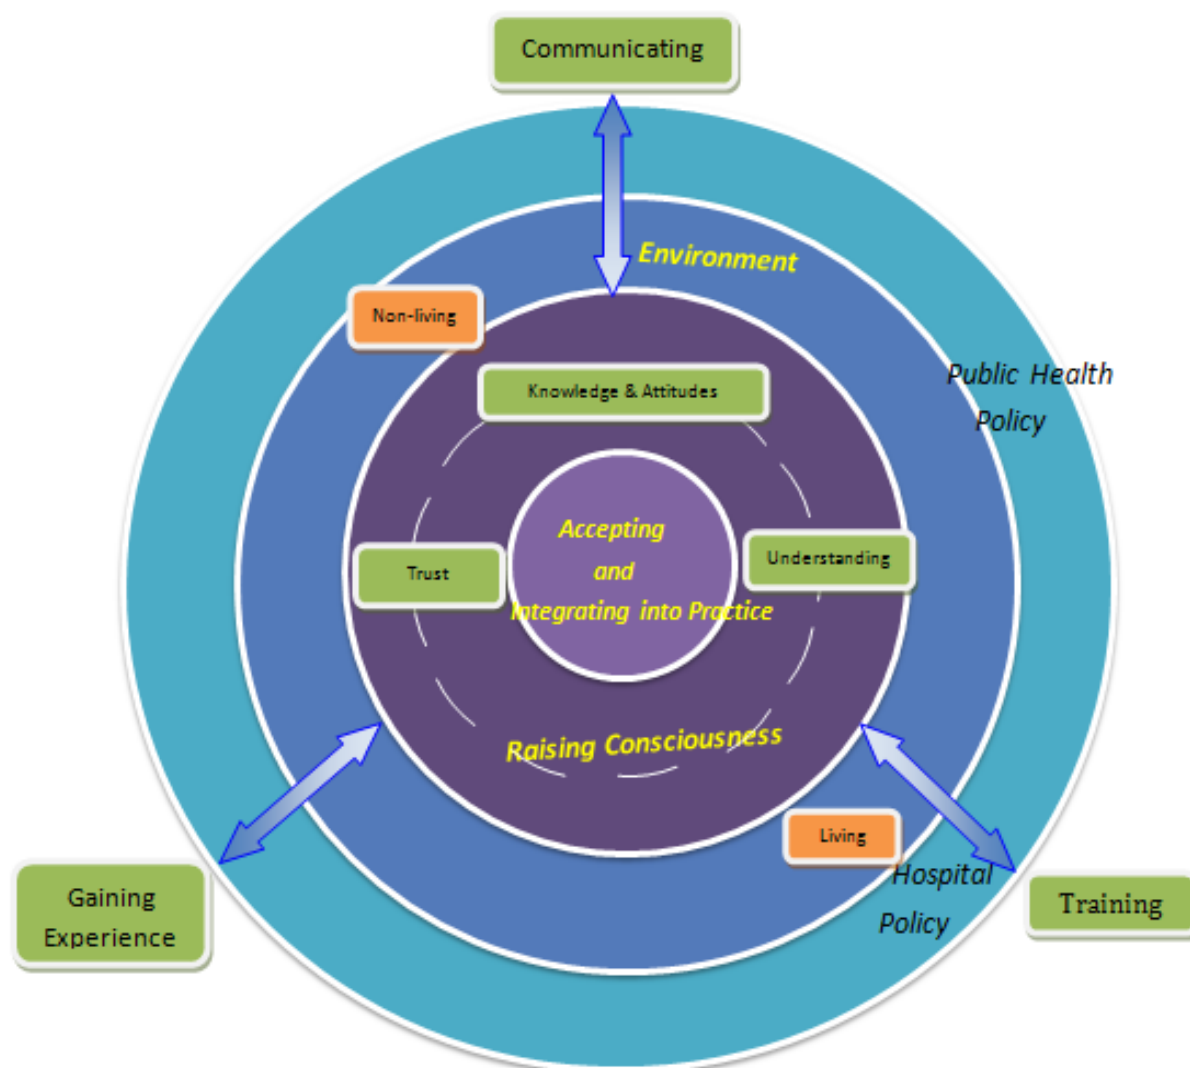 Communicating
Environment
Non-living
Public Health
Policy
Knowledge & Attitudes
Accepting
and
Integrating into Practice
Trust
Understanding
Raising Consciousness
Living
Hospital
Policy
Gaining
Experience
Training